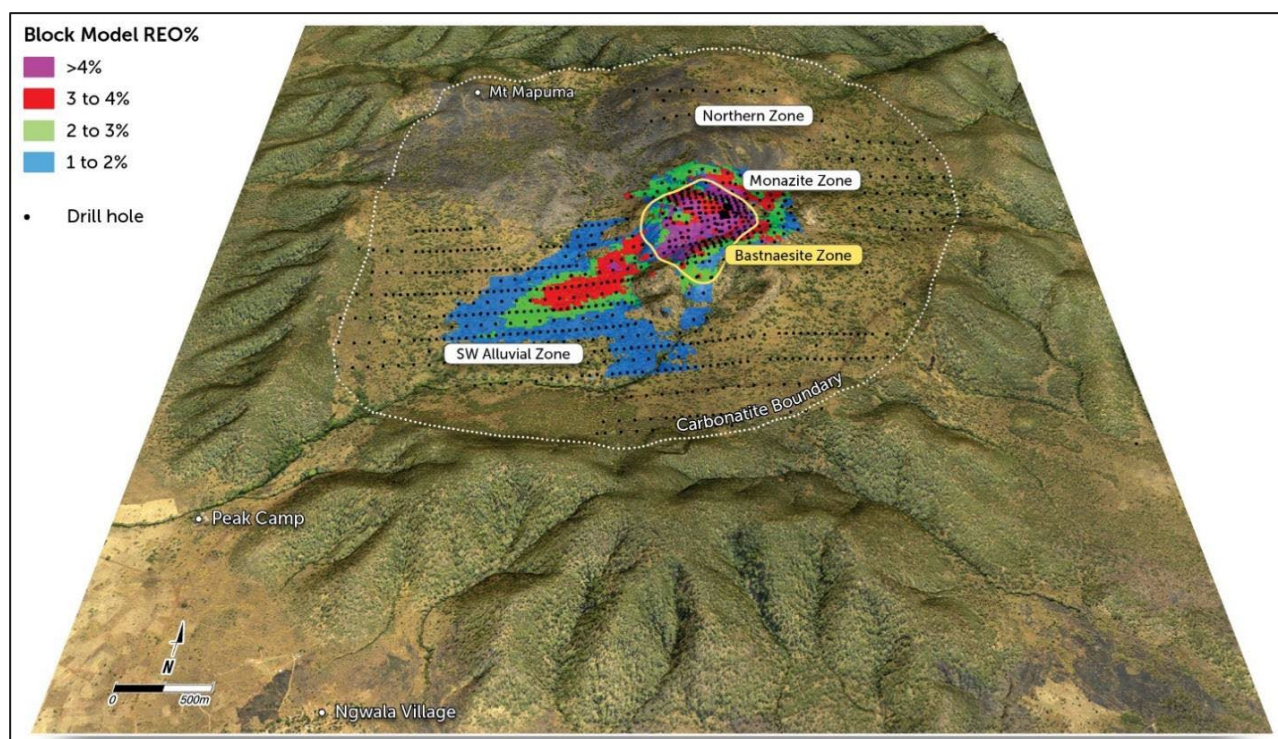 Block Model REO%
>4%
3 to 4%
2 to 3%
1 to 2%
Drill hole
Mt Mapuma
Northern Zone
Monazite Zone
Bastnaesite Zone
SW Alluvial Zone
Carbonatite Boundary
Peak Camp
N
0 500m
Ngwala Village